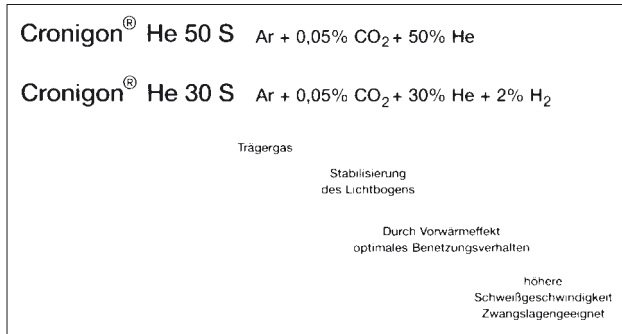 Cronigon® He 50 S Ar + 0,05% CO₂ + 50% He
Cronigon® He 30 S Ar + 0,05% CO₂ + 30% He + 2% H₂
Trägergas
Stabilisierung
des Lichtbogens
Durch Vorwärmeffekt
optimales Benetzungsverhalten
höhere
Schweißgeschwindigkeit
Zwangslagengeeignet